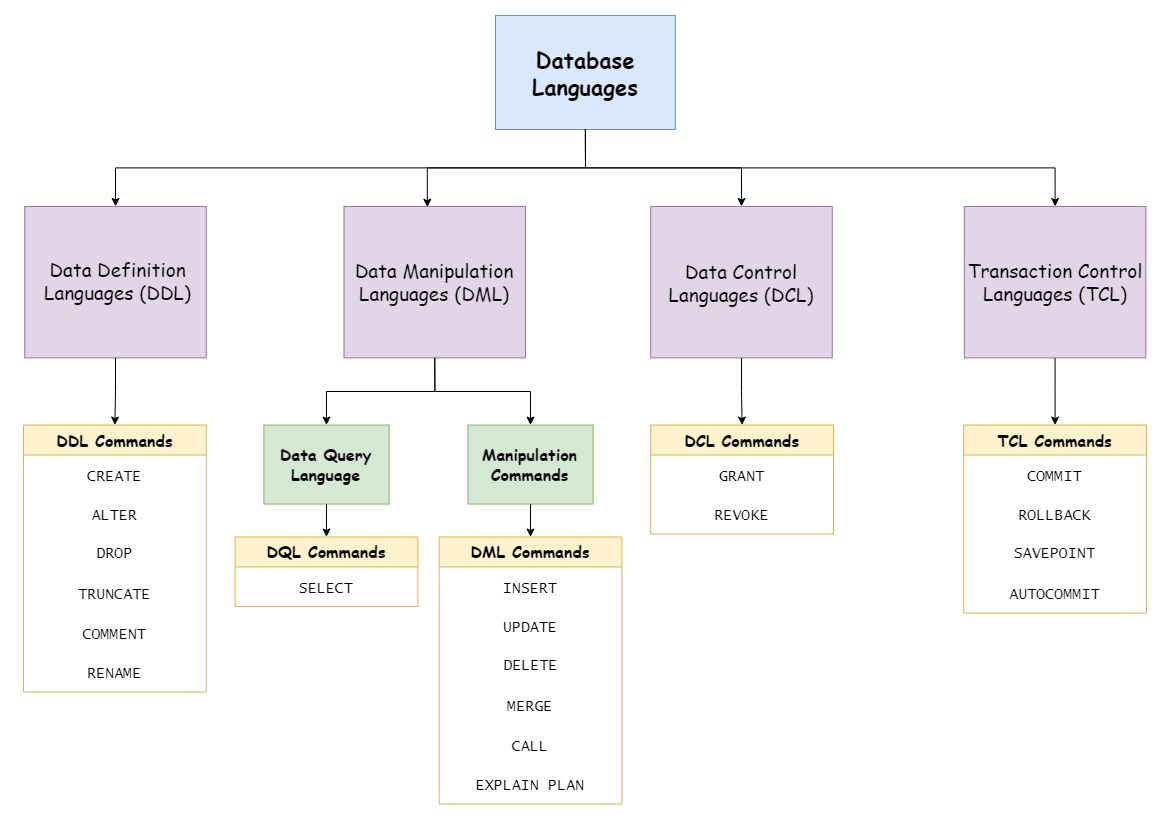 Database
Languages
Data Definition
Languages (DDL)
Data Manipulation
Languages (DML)
Data Control
Languages (DCL)
Transaction Control
Languages (TCL)
DDL Commands
CREATE
ALTER
DROP
TRUNCATE
COMMENT
RENAME
Data Query
Language
DQL Commands
SELECT
Manipulation
Commands
DML Commands
INSERT
UPDATE
DELETE
MERGE
CALL
EXPLAIN PLAN
DCL Commands
GRANT
REVOKE
TCL Commands
COMMIT
ROLLBACK
SAVEPOINT
AUTOCOMMIT